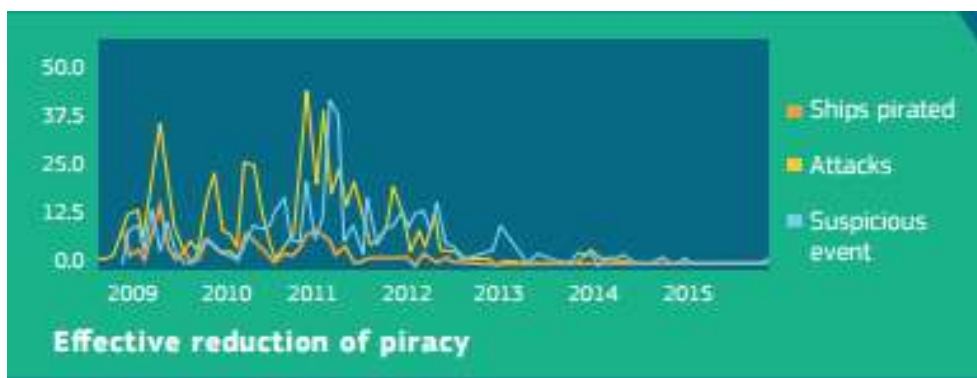 50.0
37.5
25.0
12.5
0.0
2009 2010 2011 2012 2013 2014 2015
Ships pirated
Attacks
Suspicious
event
Effective reduction of piracy